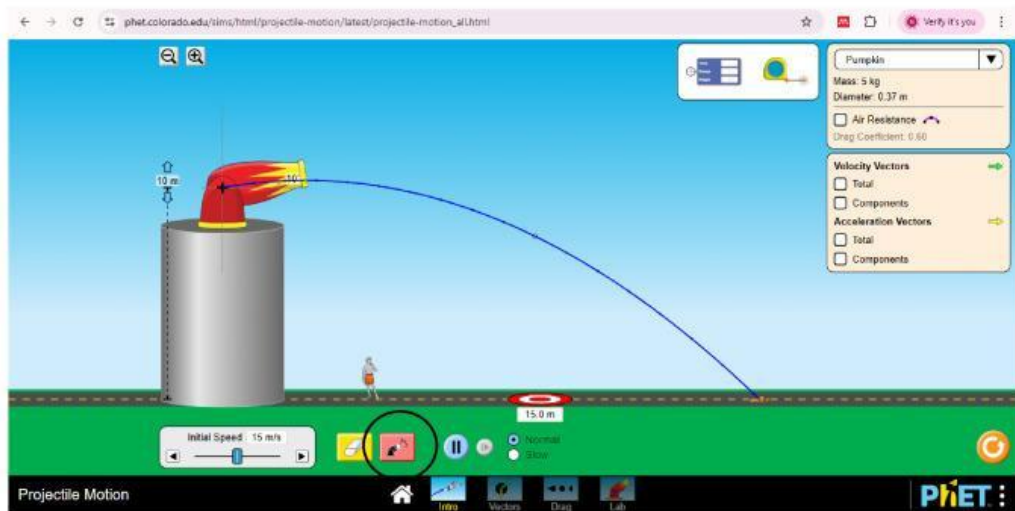 phet.colorado.edu/sims/html/projectile-motion/latest/projectile-motion_all.html
Verify it's you
Pumpkin
Mass: 5 kg
Diameter: 0.37 m
Air Resistance
Drag Coefficient: 0.60
Velocity Vectors
Total
Components
Acceleration Vectors
Total
Components
10 m
10°
15.0 m
Initial Speed 15 m/s
Normal
Slow
Projectile Motion
Intro
Vectors
Drag
Lab
PhET